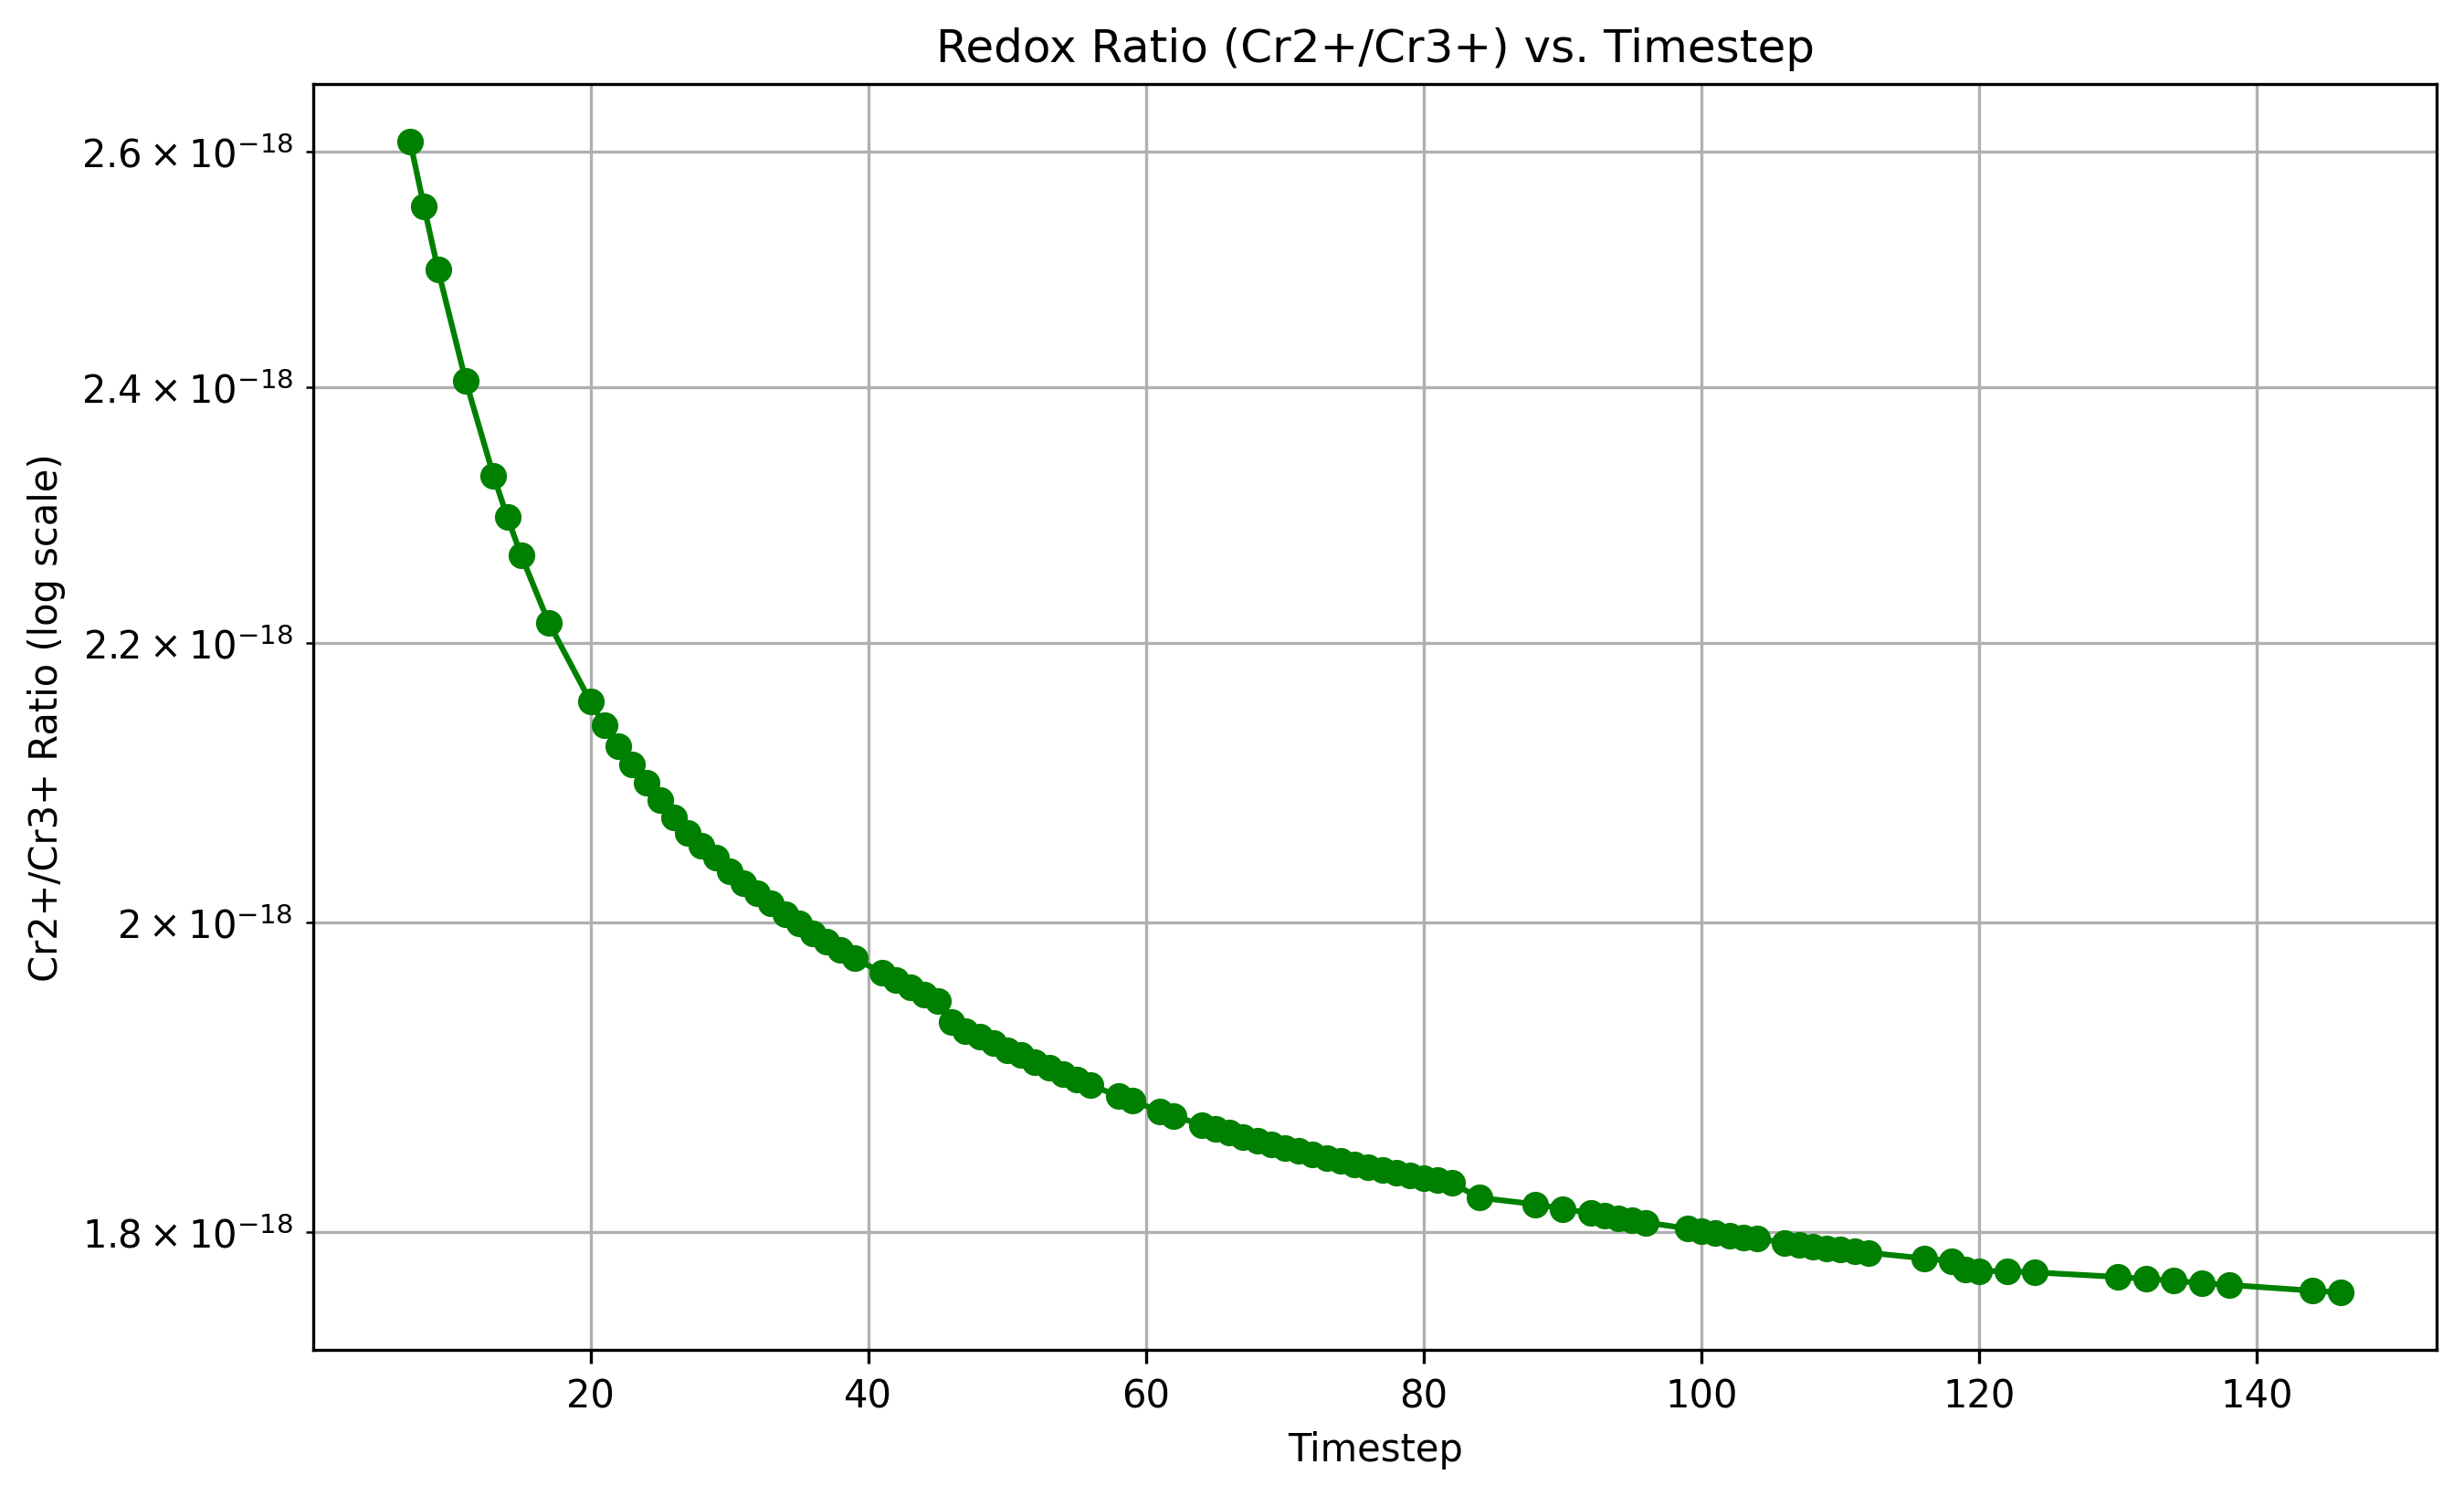 Redox Ratio (Cr2+/Cr3+) vs. Timestep
Cr2+/Cr3+ Ratio (log scale)
2.6 × 10⁻¹⁸
2.4 × 10⁻¹⁸
2.2 × 10⁻¹⁸
2 × 10⁻¹⁸
1.8 × 10⁻¹⁸
20 40 60 80 100 120 140
Timestep